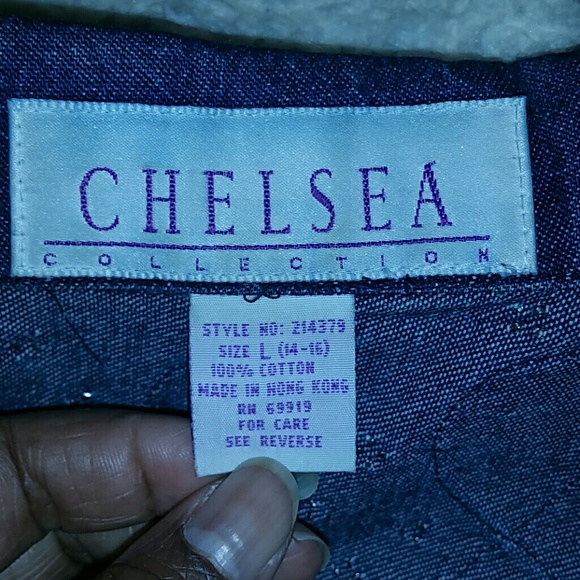 CHELSEA
COLLECTION
STYLE NO: 214379
SIZE L (14-16)
100% COTTON
MADE IN HONG KONG
RN 69919
FOR CARE
SEE REVERSE